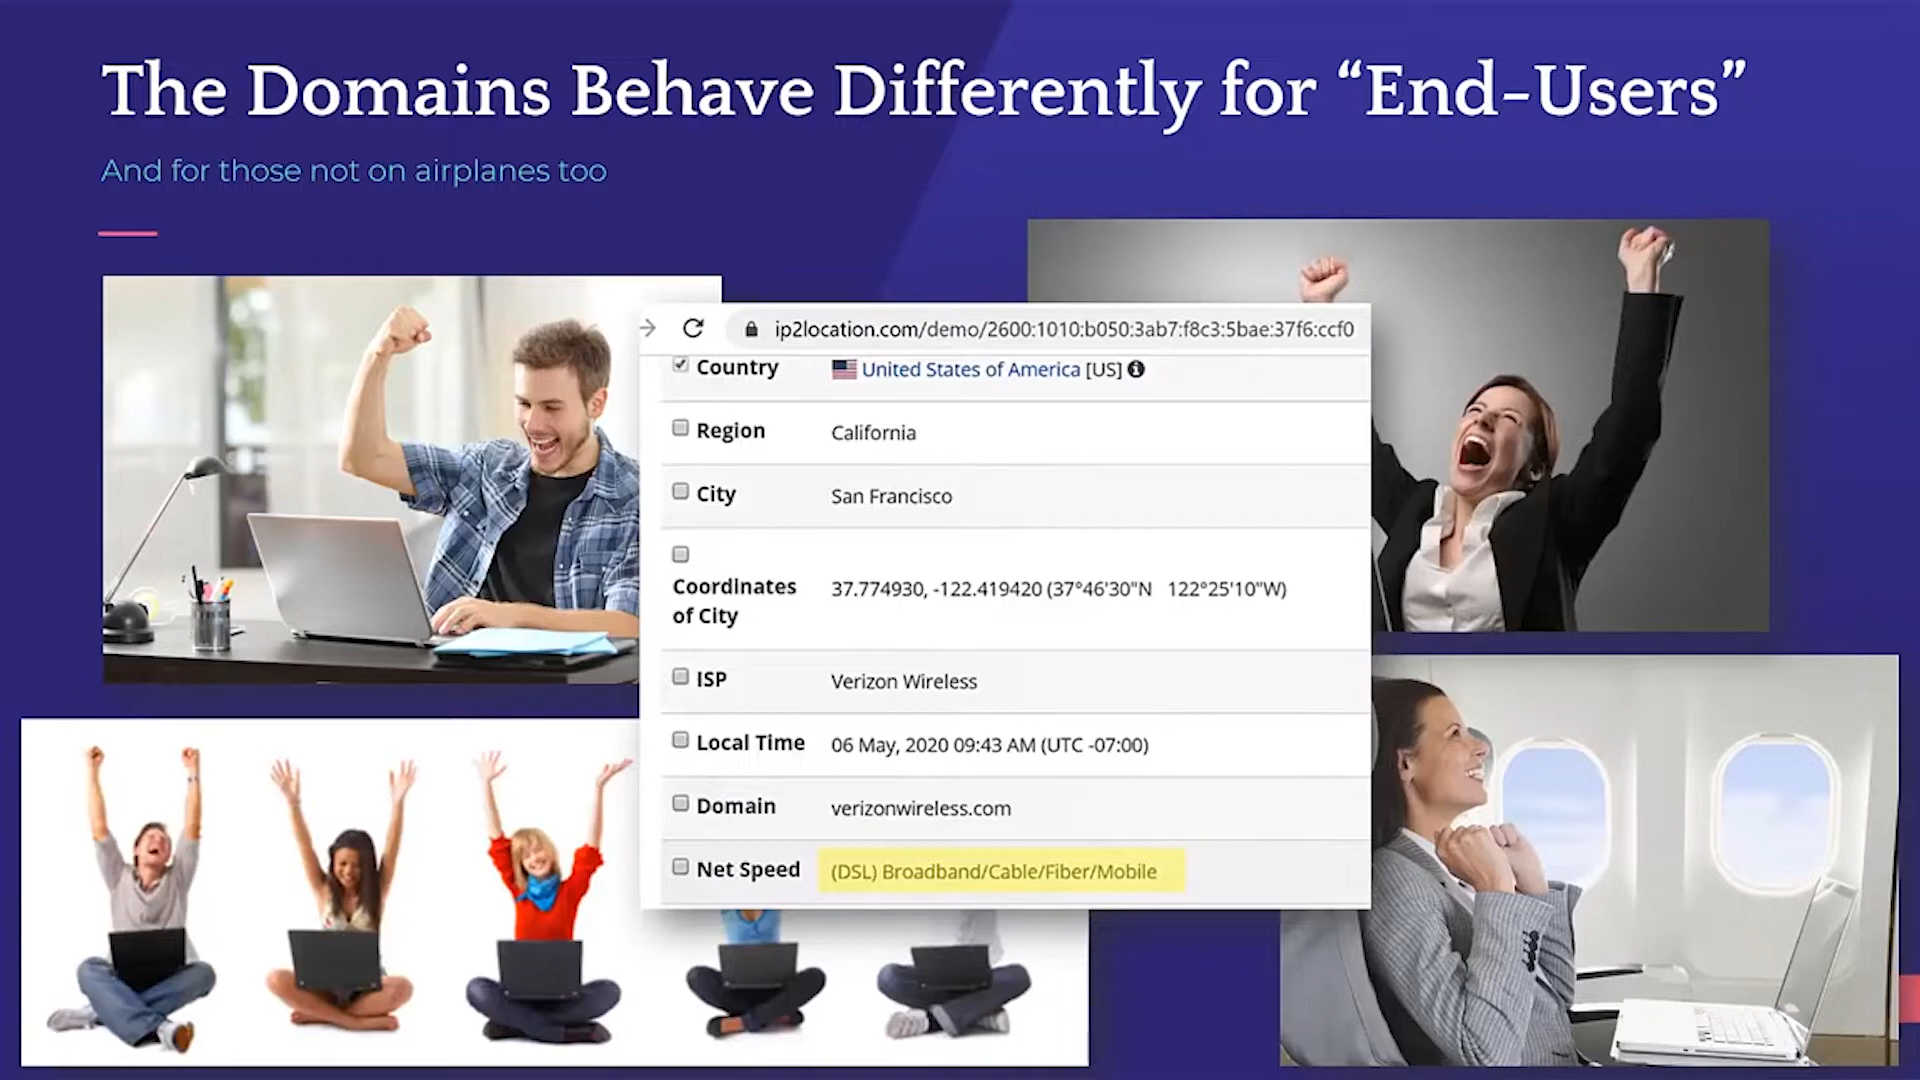 The Domains Behave Differently for “End-Users”
And for those not on airplanes too
ip2location.com/demo/2600:1010:b050:3ab7:f8c3:5bae:37f6:ccf0
Country United States of America [US]
Region California
City San Francisco
Coordinates of City 37.774930, -122.419420 (37°46'30"N 122°25'10"W)
ISP Verizon Wireless
Local Time 06 May, 2020 09:43 AM (UTC -07:00)
Domain verizonwireless.com
Net Speed (DSL) Broadband/Cable/Fiber/Mobile